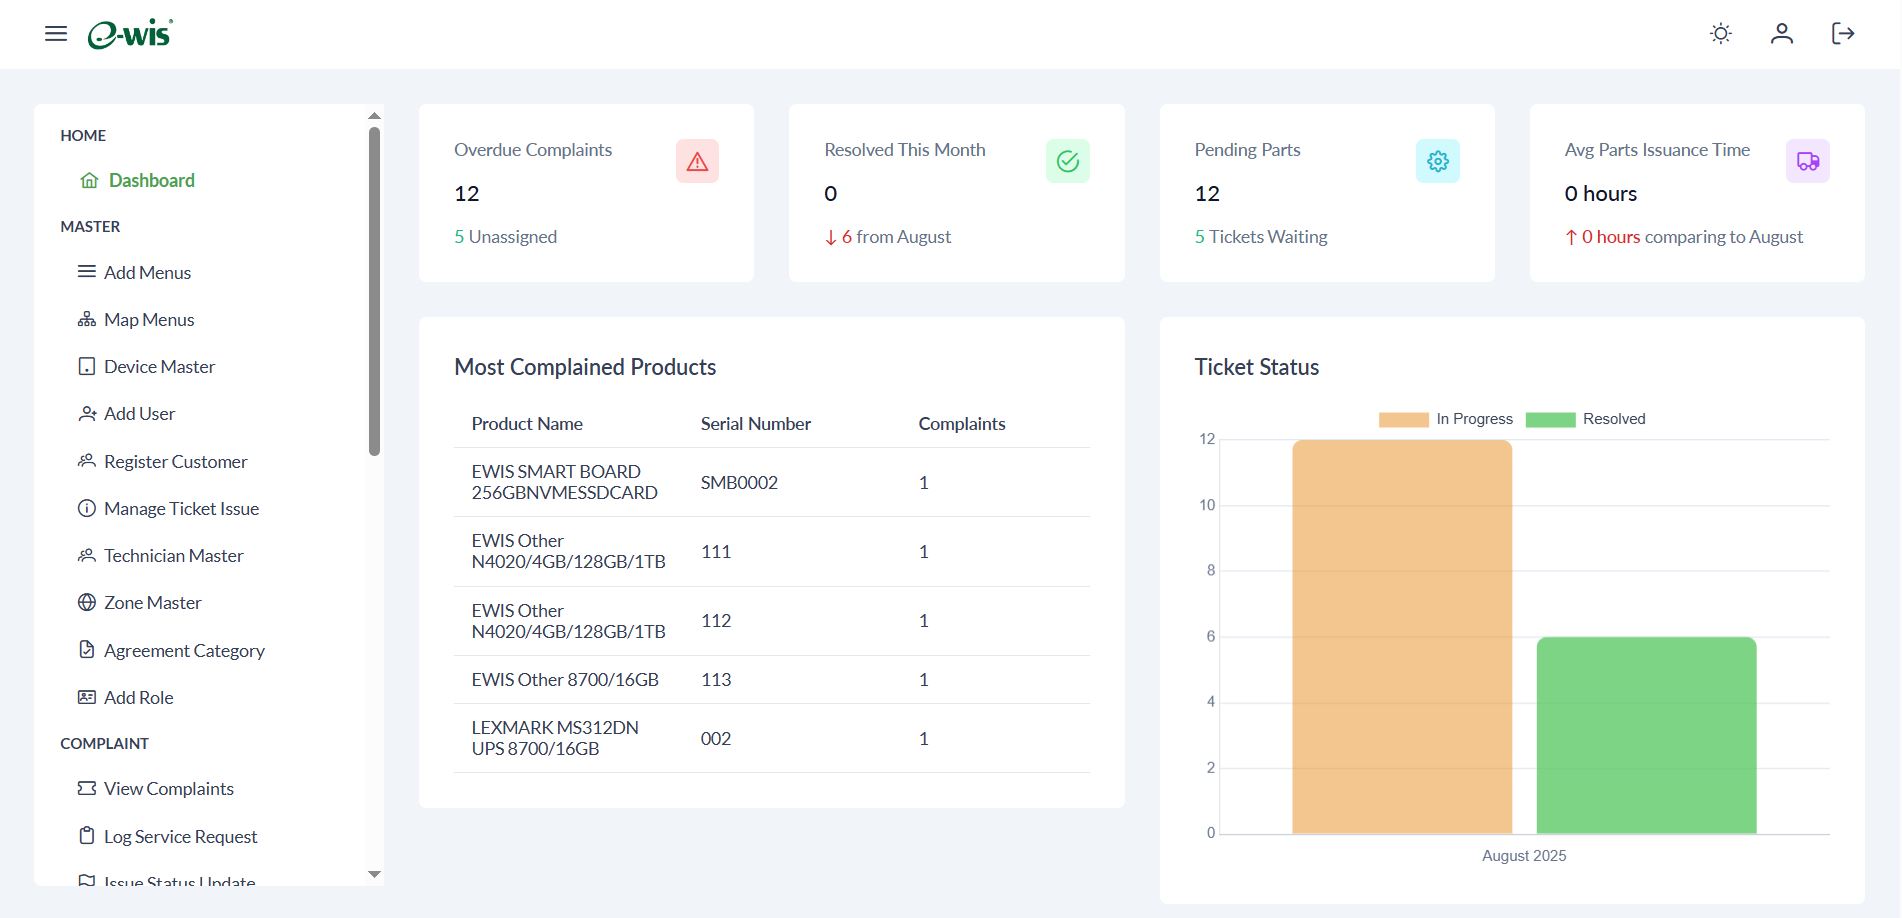 e-wis
HOME
Dashboard
MASTER
Add Menus
Map Menus
Device Master
Add User
Register Customer
Manage Ticket Issue
Technician Master
Zone Master
Agreement Category
Add Role
COMPLAINT
View Complaints
Log Service Request
Issue Status Update
Overdue Complaints
12
5 Unassigned
Resolved This Month
0
↓ 6 from August
Pending Parts
12
5 Tickets Waiting
Avg Parts Issuance Time
0 hours
↑ 0 hours comparing to August
Most Complained Products
Product Name Serial Number Complaints
EWIS SMART BOARD
256GBNVMESSDCARD SMB0002 1
EWIS Other
N4020/4GB/128GB/1TB 111 1
EWIS Other
N4020/4GB/128GB/1TB 112 1
EWIS Other 8700/16GB 113 1
LEXMARK MS312DN
UPS 8700/16GB 002 1
Ticket Status
In Progress Resolved
12
10
8
6
4
2
0
August 2025